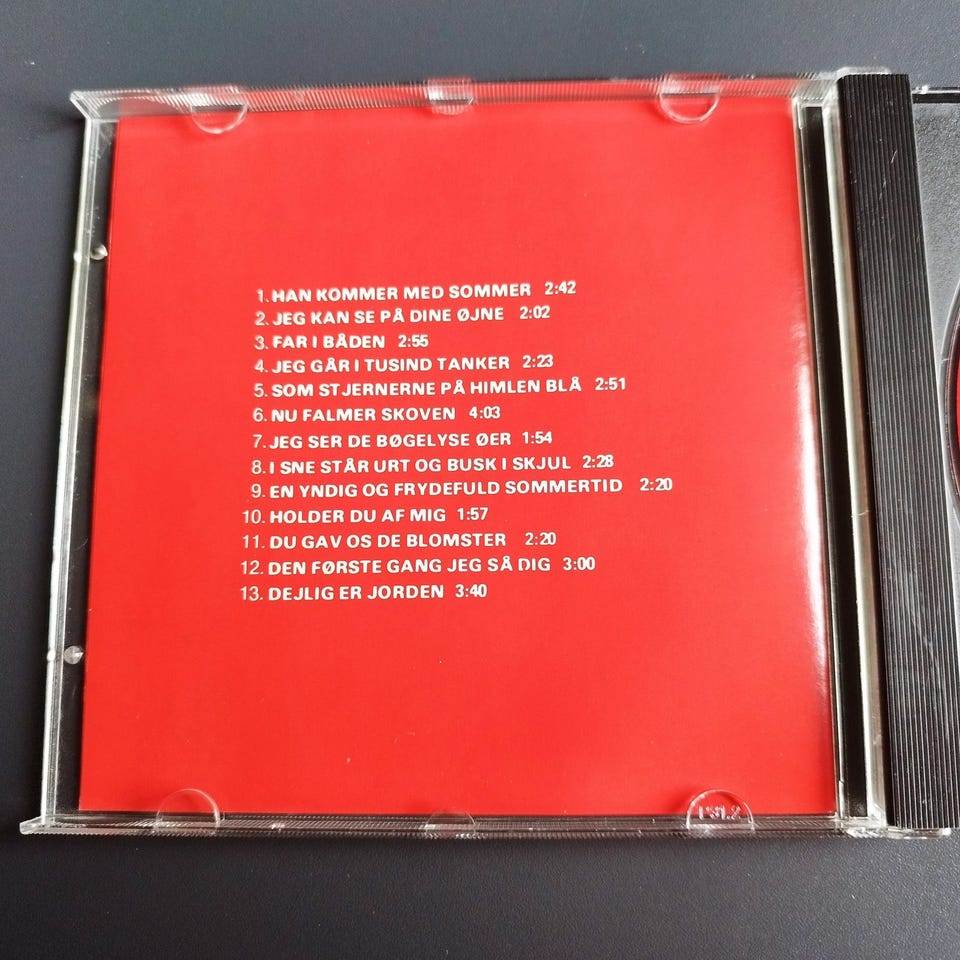 1. HAN KOMMER MED SOMMER 2:42
2. JEG KAN SE PÅ DINE ØJNE 2:02
3. FAR I BÅDEN 2:55
4. JEG GÅR I TUSIND TANKER 2:23
5. SOM STJERNERNE PÅ HIMLEN BLÅ 2:51
6. NU FALMER SKOVEN 4:03
7. JEG SER DE BØGELYSE ØER 1:54
8. I SNE STÅR URT OG BUSK I SKJUL 2:28
9. EN YNDIG OG FRYDEFULD SOMMERTID 2:20
10. HOLDER DU AF MIG 1:57
11. DU GAV OS DE BLOMSTER 2:20
12. DEN FØRSTE GANG JEG SÅ DIG 3:00
13. DEJLIG ER JORDEN 3:40